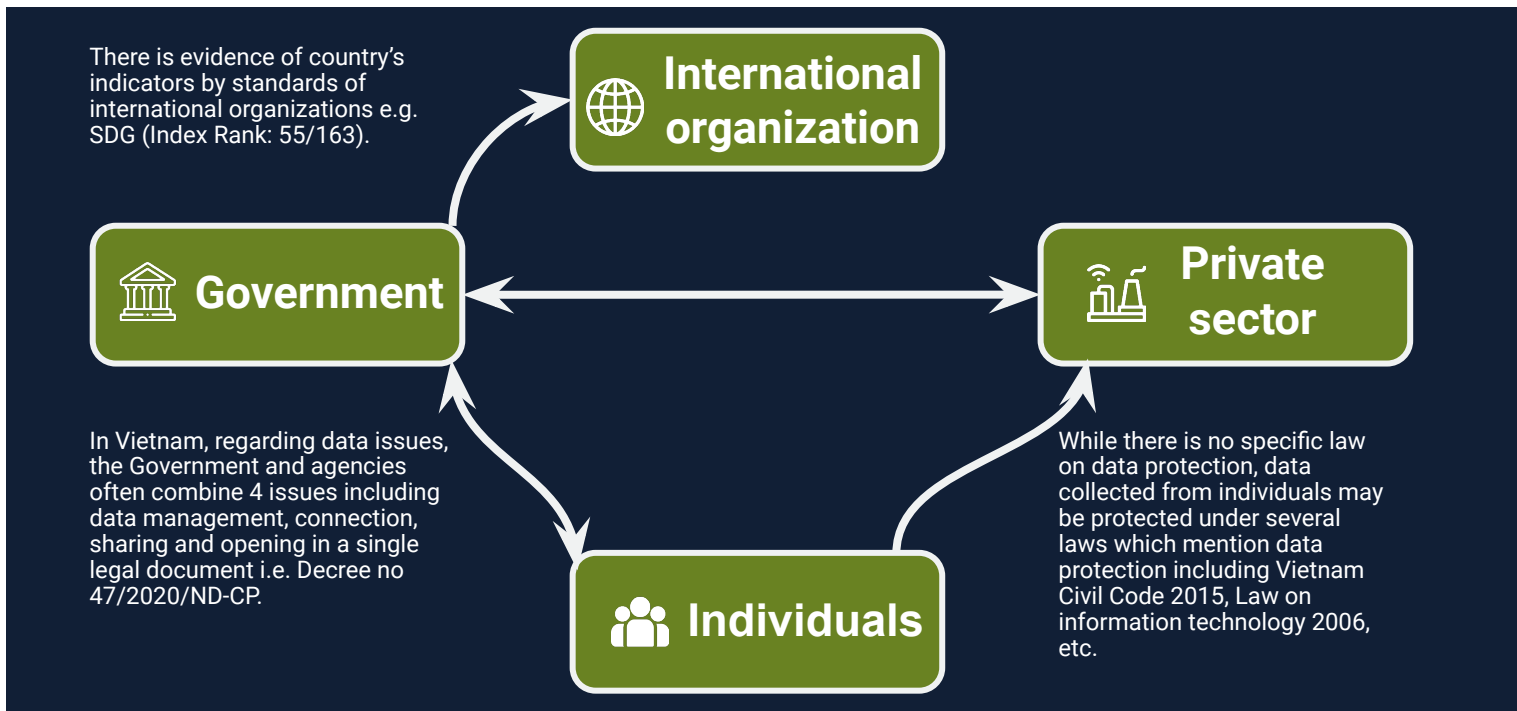 There is evidence of country’s
indicators by standards of
international organizations e.g.
SDG (Index Rank: 55/163).
International
organization
Government
Private
sector
In Vietnam, regarding data issues,
the Government and agencies
often combine 4 issues including
data management, connection,
sharing and opening in a single
legal document i.e. Decree no
47/2020/ND-CP.
While there is no specific law
on data protection, data
collected from individuals may
be protected under several
laws which mention data
protection including Vietnam
Civil Code 2015, Law on
information technology 2006,
etc.
Individuals